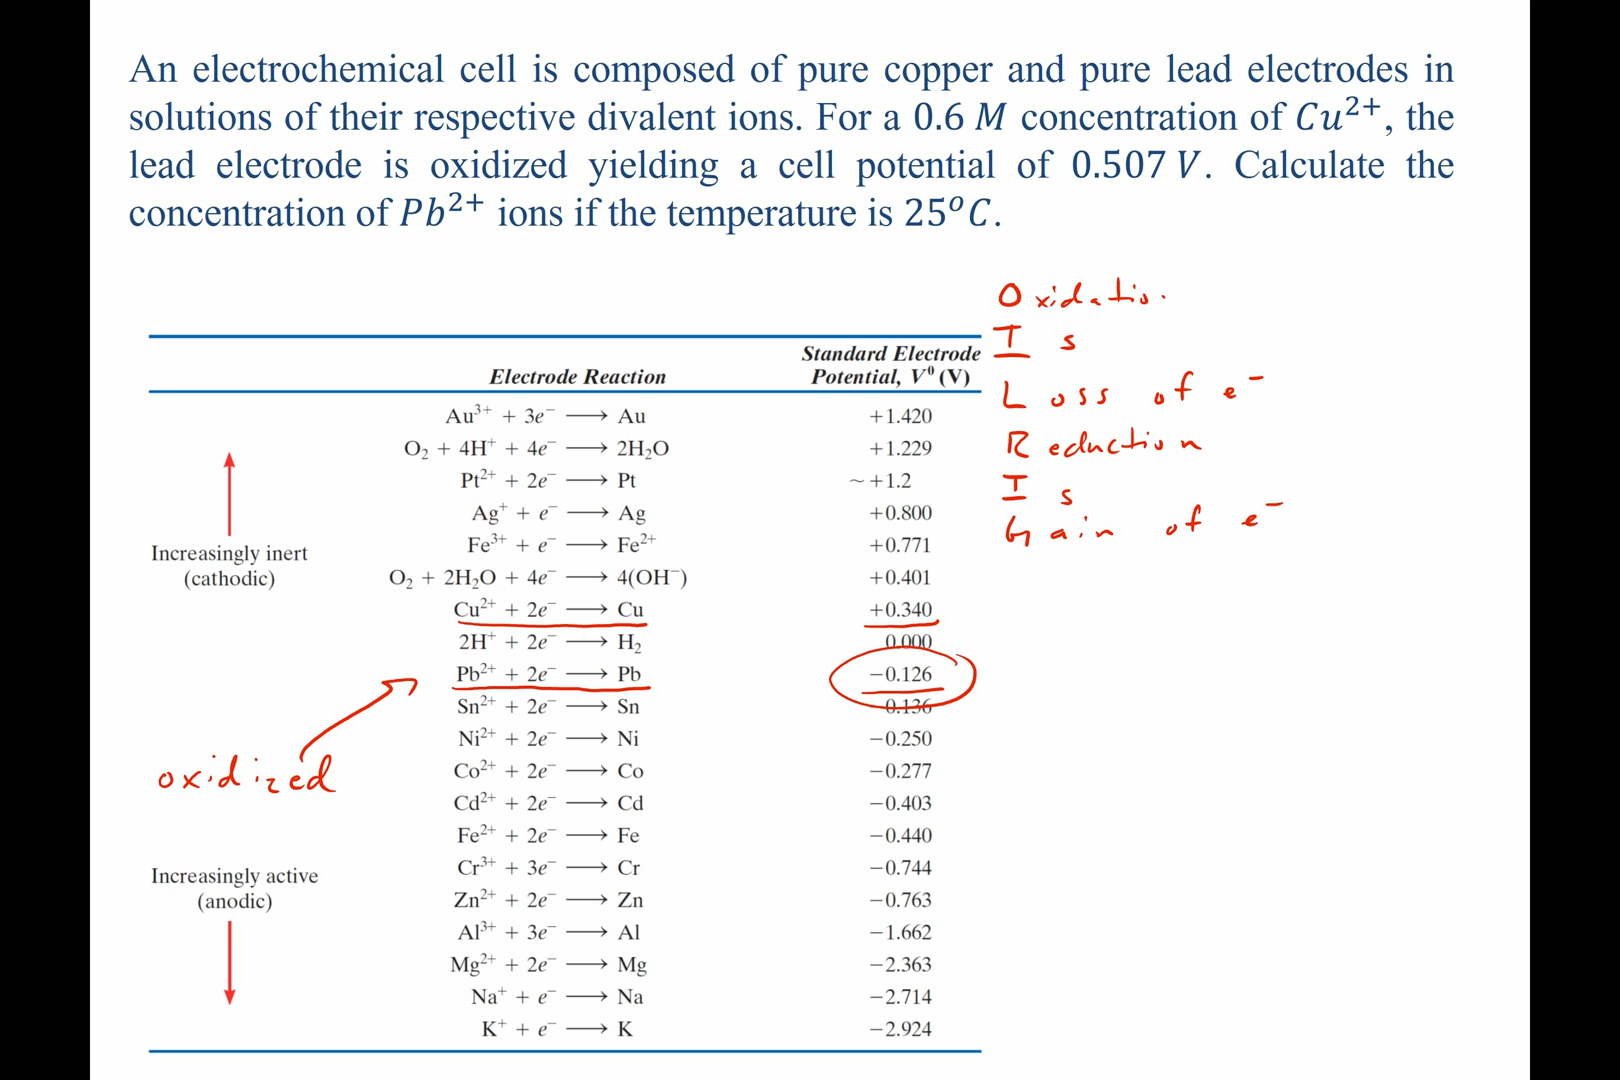 An electrochemical cell is composed of pure copper and pure lead electrodes in
solutions of their respective divalent ions. For a 0.6 M concentration of Cu²⁺, the
lead electrode is oxidized yielding a cell potential of 0.507 V. Calculate the
concentration of Pb²⁺ ions if the temperature is 25°C.
Oxidatio.
Is
Loss of e⁻
Reduction
Is
Gain of e⁻
Electrode Reaction
Standard Electrode
Potential, V⁰ (V)
Au³⁺ + 3e⁻ ⟶ Au +1.420
O₂ + 4H⁺ + 4e⁻ ⟶ 2H₂O +1.229
Pt²⁺ + 2e⁻ ⟶ Pt ~+1.2
Ag⁺ + e⁻ ⟶ Ag +0.800
Fe³⁺ + e⁻ ⟶ Fe²⁺ +0.771
O₂ + 2H₂O + 4e⁻ ⟶ 4(OH⁻) +0.401
Cu²⁺ + 2e⁻ ⟶ Cu +0.340
2H⁺ + 2e⁻ ⟶ H₂ 0.000
Pb²⁺ + 2e⁻ ⟶ Pb −0.126
Sn²⁺ + 2e⁻ ⟶ Sn −0.136
Ni²⁺ + 2e⁻ ⟶ Ni −0.250
Co²⁺ + 2e⁻ ⟶ Co −0.277
Cd²⁺ + 2e⁻ ⟶ Cd −0.403
Fe²⁺ + 2e⁻ ⟶ Fe −0.440
Cr³⁺ + 3e⁻ ⟶ Cr −0.744
Zn²⁺ + 2e⁻ ⟶ Zn −0.763
Al³⁺ + 3e⁻ ⟶ Al −1.662
Mg²⁺ + 2e⁻ ⟶ Mg −2.363
Na⁺ + e⁻ ⟶ Na −2.714
K⁺ + e⁻ ⟶ K −2.924
Increasingly inert
(cathodic)
oxidized
Increasingly active
(anodic)